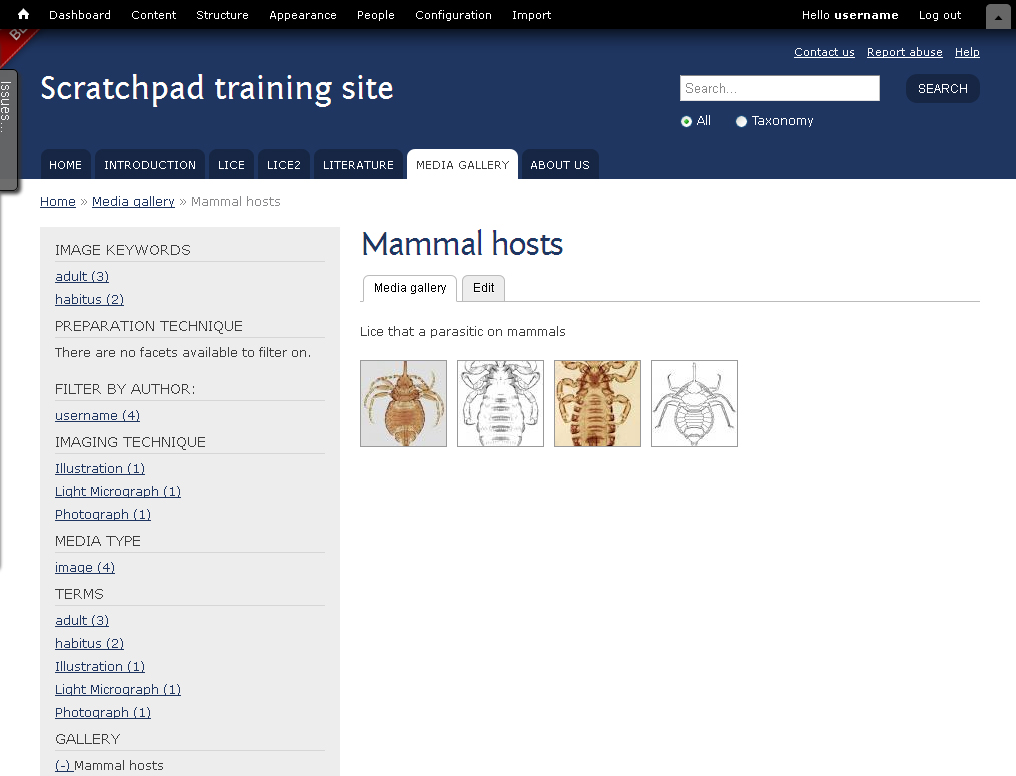 Dashboard Content Structure Appearance People Configuration Import Hello username Log out
Contact us Report abuse Help
Issues...
Scratchpad training site
Search... SEARCH
All Taxonomy
HOME INTRODUCTION LICE LICE2 LITERATURE MEDIA GALLERY ABOUT US
Home » Media gallery » Mammal hosts
IMAGE KEYWORDS
adult (3)
habitus (2)
PREPARATION TECHNIQUE
There are no facets available to filter on.
FILTER BY AUTHOR:
username (4)
IMAGING TECHNIQUE
Illustration (1)
Light Micrograph (1)
Photograph (1)
MEDIA TYPE
image (4)
TERMS
adult (3)
habitus (2)
Illustration (1)
Light Micrograph (1)
Photograph (1)
GALLERY
(-) Mammal hosts
Mammal hosts
Media gallery Edit
Lice that a parasitic on mammals